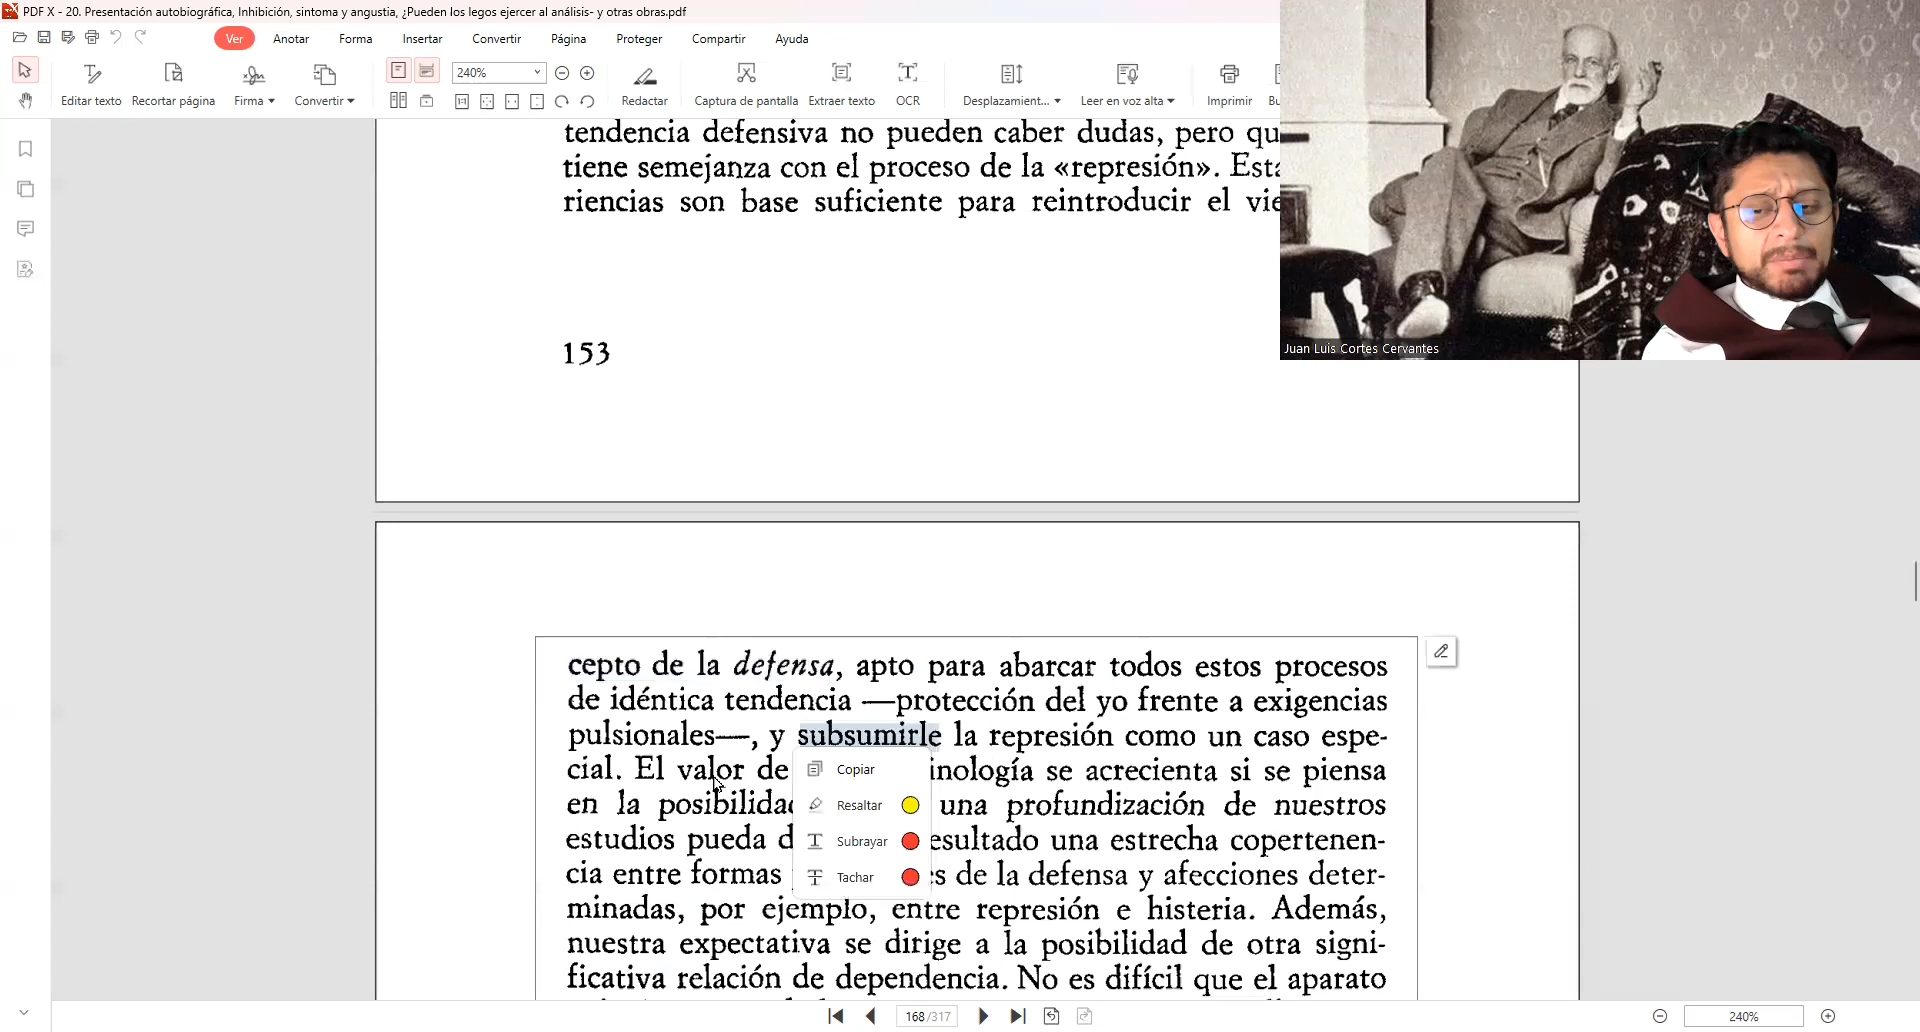 PDF X - 20. Presentación autobiográfica, Inhibición, sintoma y angustia, ¿Pueden los legos ejercer al análisis- y otras obras.pdf
Ver Anotar Forma Insertar Convertir Página Proteger Compartir Ayuda
240%
Editar texto Recortar página Firma Convertir Redactar Captura de pantalla Extraer texto OCR Desplazamient... Leer en voz alta Imprimir Bu
tendencia defensiva no pueden caber dudas, pero qu
tiene semejanza con el proceso de la «represión». Esta
riencias son base suficiente para reintroducir el vie
153
Juan Luis Cortes Cervantes
cepto de la defensa, apto para abarcar todos estos procesos
de idéntica tendencia —protección del yo frente a exigencias
pulsionales—, y subsumirle la represión como un caso espe-
cial. El valor de inología se acrecienta si se piensa
en la posibilidad una profundización de nuestros
estudios pueda d esultado una estrecha copertenen-
cia entre formas s de la defensa y afecciones deter-
minadas, por ejemplo, entre represión e histeria. Además,
nuestra expectativa se dirige a la posibilidad de otra signi-
ficativa relación de dependencia. No es difícil que el aparato
Copiar
Resaltar
Subrayar
Tachar
168/317
240%